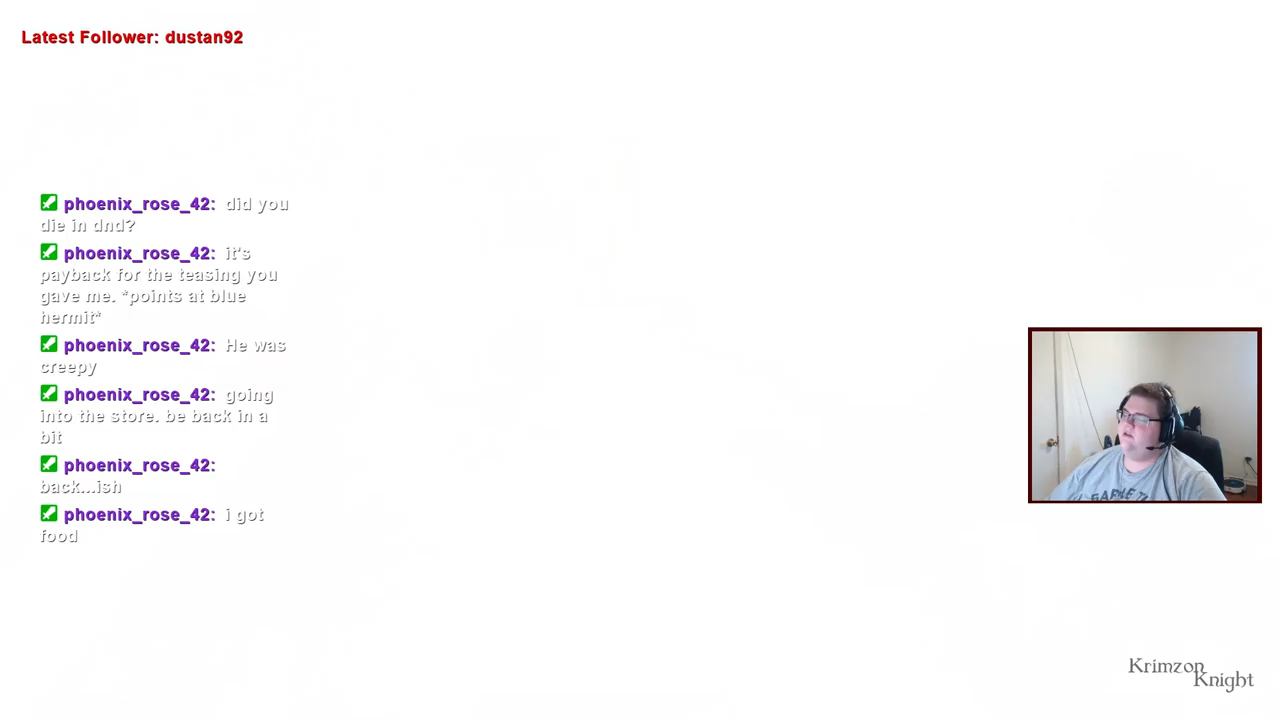 Latest Follower: dustan92
phoenix_rose_42: did you
die in dnd?
phoenix_rose_42: it's
payback for the teasing you
gave me. *points at blue
hermit*
phoenix_rose_42: He was
creepy
phoenix_rose_42: going
into the store. be back in a
bit
phoenix_rose_42:
back...ish
phoenix_rose_42: i got
food
Krimzon
Knight